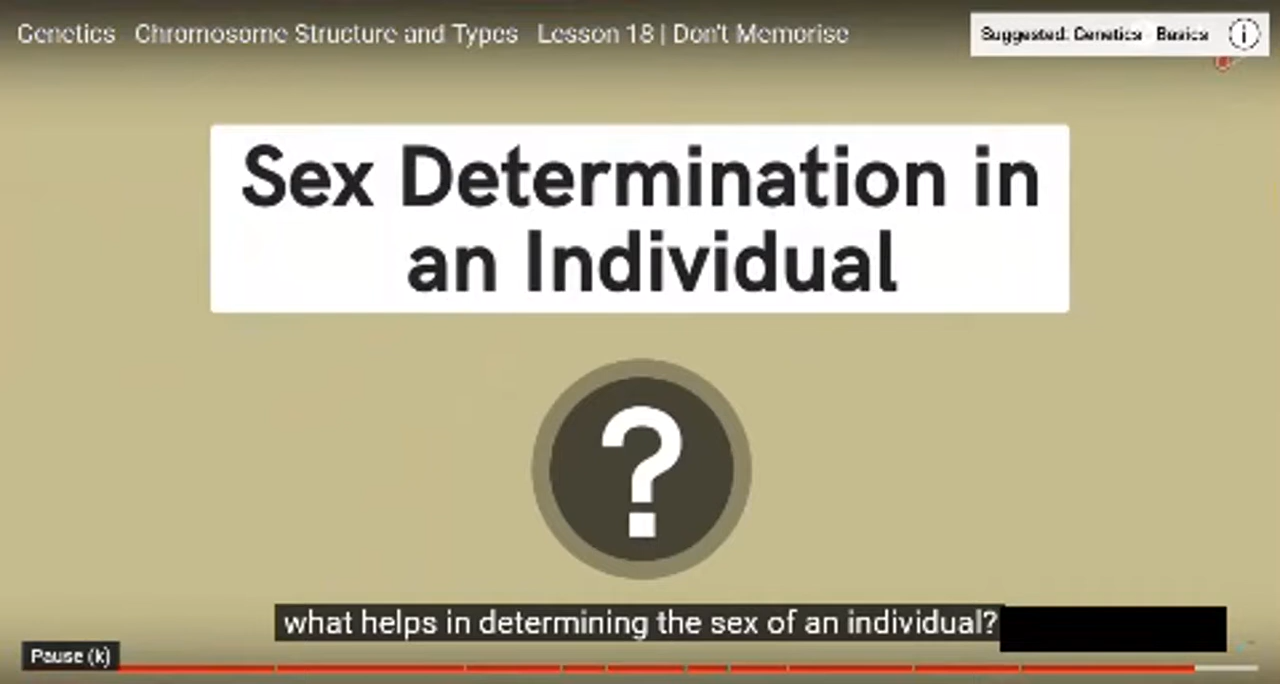 Genetics Chromosome Structure and Types Lesson 18 | Don't Memorise
Suggested: Genetics Basics
Sex Determination in
an Individual
?
what helps in determining the sex of an individual?
Pause (k)